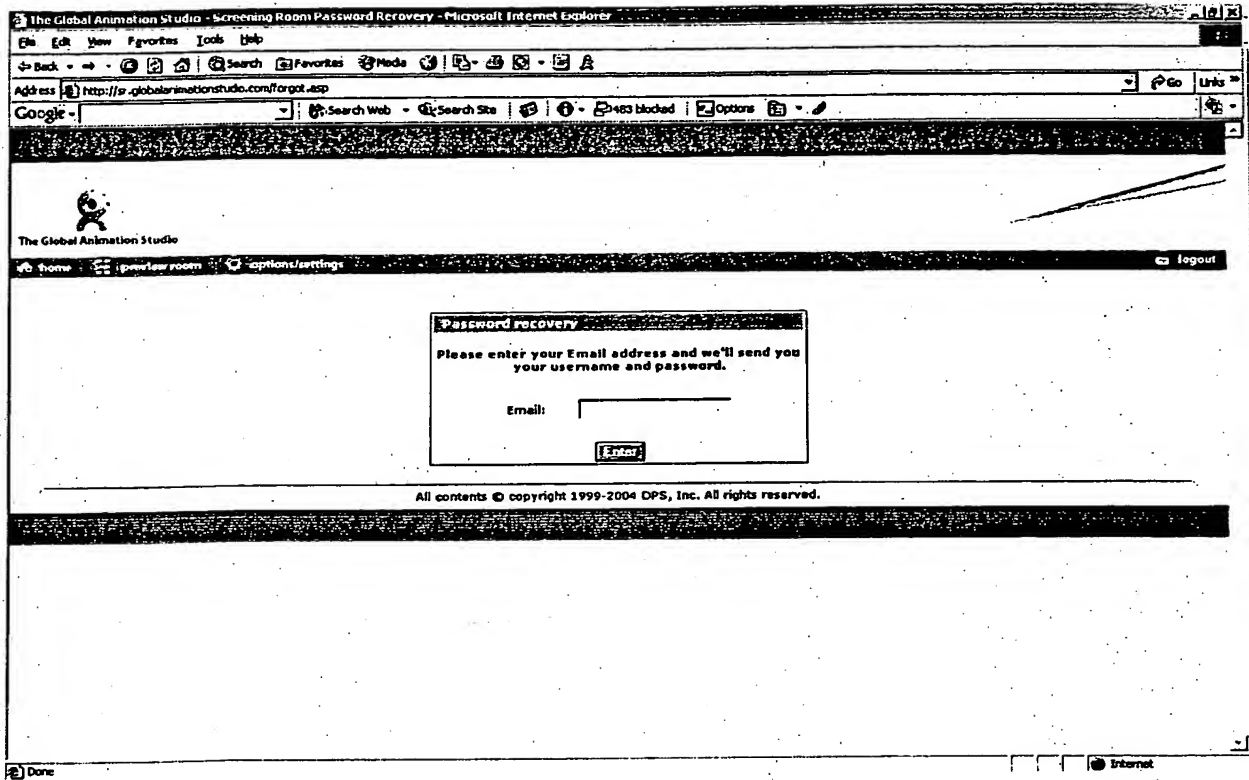 The Global Animation Studio - Screening Room Password Recovery - Microsoft Internet Explorer
File Edit View Favorites Tools Help
Back Search Favorites Media
Address http://sr.globalanimationstudio.com/forgot.asp Go Links »
Google Search Web Search Site 483 blocked Options
The Global Animation Studio
home preview room options/settings logout
Password recovery
Please enter your Email address and we'll send you
your username and password.
Email:
Enter
All contents © copyright 1999-2004 DPS, Inc. All rights reserved.
Done Internet